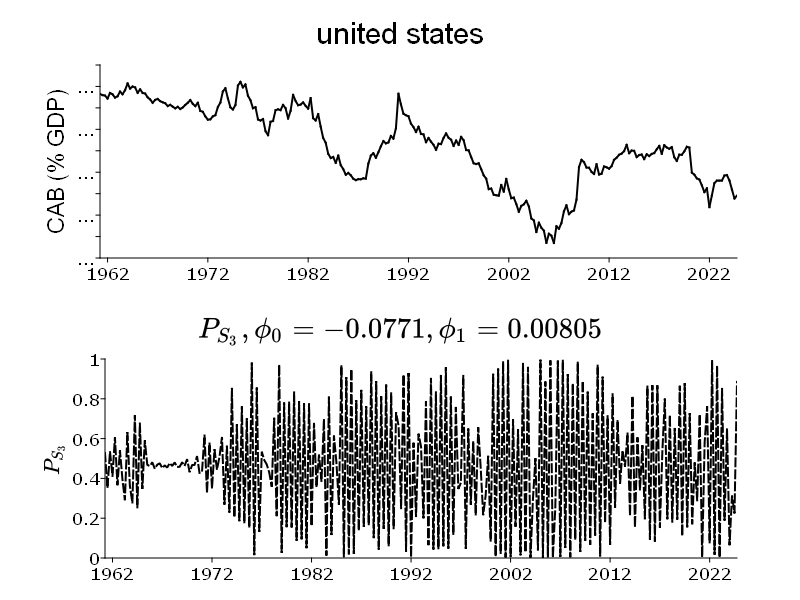 united states
CAB (% GDP)
...
...
...
...
...
1962 1972 1982 1992 2002 2012 2022
P_{S_3}, ϕ_0 = −0.0771, ϕ_1 = 0.00805
P_{S_3}
1
0.8
0.6
0.4
0.2
0
1962 1972 1982 1992 2002 2012 2022